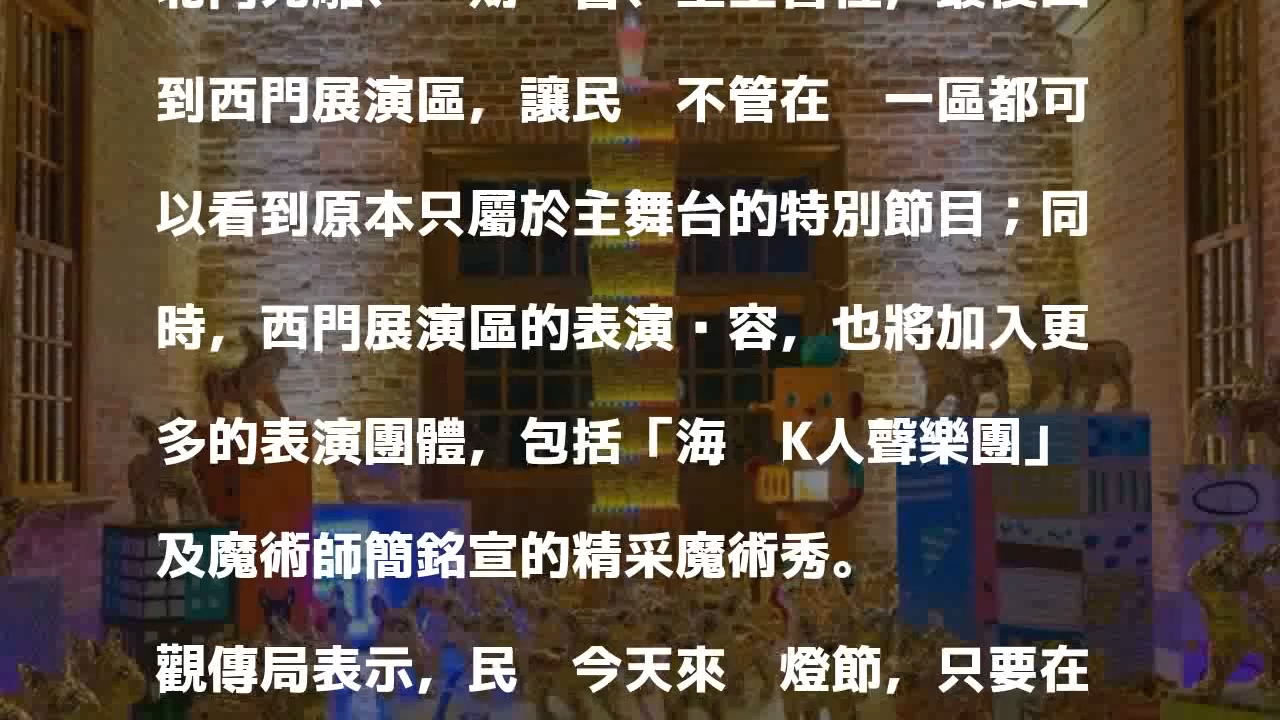 到西門展演區，讓民　不管在　一區都可
以看到原本只屬於主舞台的特別節目；同
時，西門展演區的表演·容，也將加入更
多的表演團體，包括「海　K人聲樂團」
及魔術師簡銘宣的精采魔術秀。
觀傳局表示，民　今天來　燈節，只要在